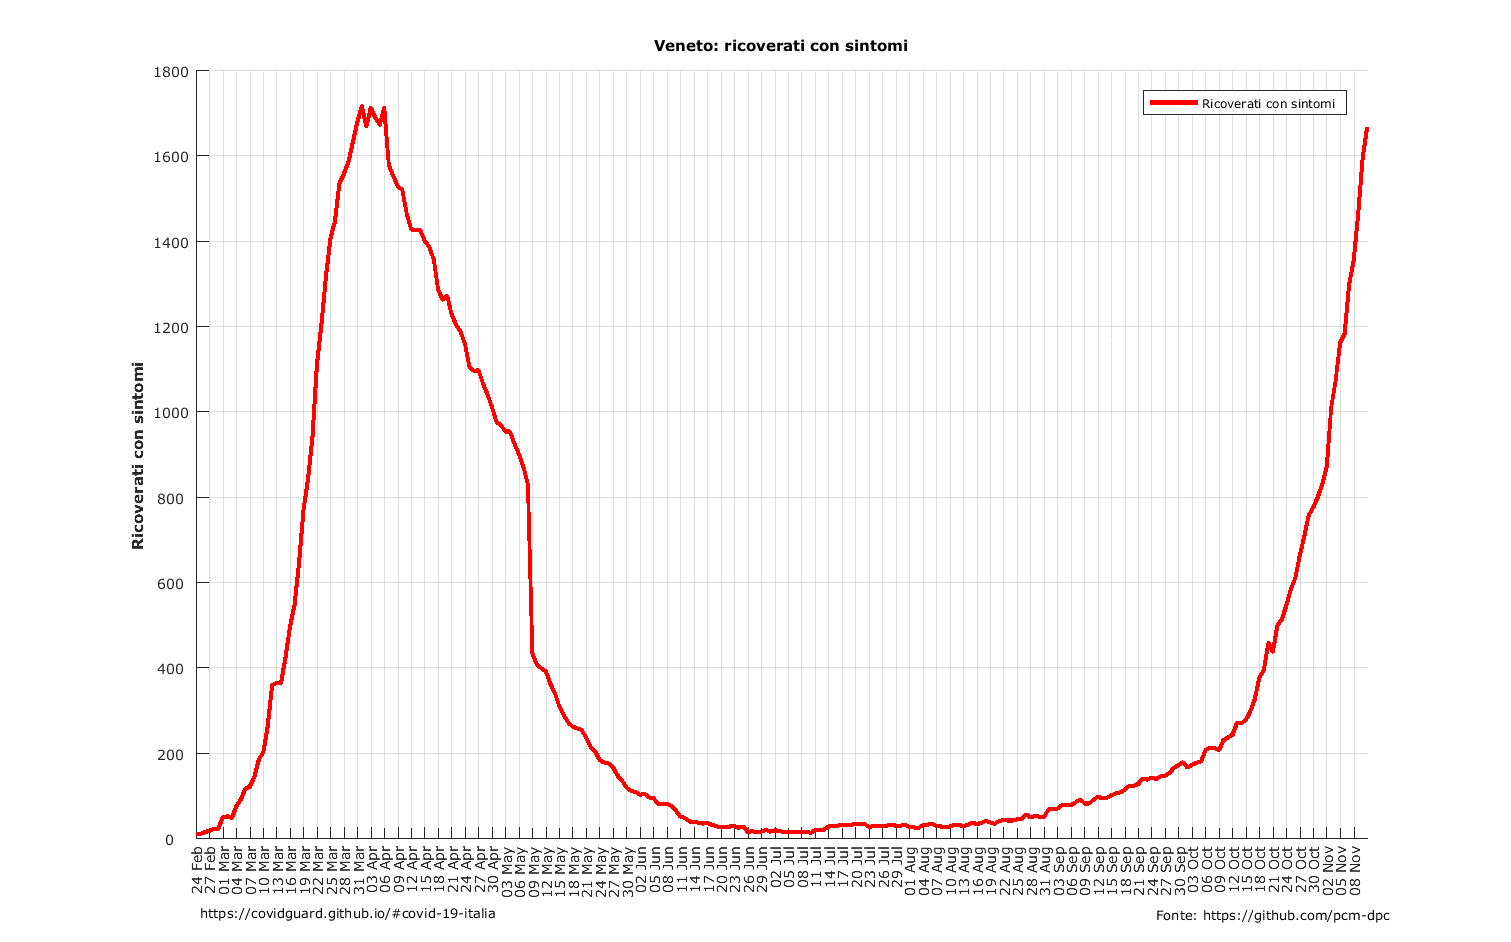 Veneto: ricoverati con sintomi
Ricoverati con sintomi
Ricoverati con sintomi
1800
1600
1400
1200
1000
800
600
400
200
0
24 Feb
27 Feb
01 Mar
04 Mar
07 Mar
10 Mar
13 Mar
16 Mar
19 Mar
22 Mar
25 Mar
28 Mar
31 Mar
03 Apr
06 Apr
09 Apr
12 Apr
15 Apr
18 Apr
21 Apr
24 Apr
27 Apr
30 Apr
03 May
06 May
09 May
12 May
15 May
18 May
21 May
24 May
27 May
30 May
02 Jun
05 Jun
08 Jun
11 Jun
14 Jun
17 Jun
20 Jun
23 Jun
26 Jun
29 Jun
02 Jul
05 Jul
08 Jul
11 Jul
14 Jul
17 Jul
20 Jul
23 Jul
26 Jul
29 Jul
01 Aug
04 Aug
07 Aug
10 Aug
13 Aug
16 Aug
19 Aug
22 Aug
25 Aug
28 Aug
31 Aug
03 Sep
06 Sep
09 Sep
12 Sep
15 Sep
18 Sep
21 Sep
24 Sep
27 Sep
30 Sep
03 Oct
06 Oct
09 Oct
12 Oct
15 Oct
18 Oct
21 Oct
24 Oct
27 Oct
30 Oct
02 Nov
05 Nov
08 Nov
https://covidguard.github.io/#covid-19-italia
Fonte: https://github.com/pcm-dpc